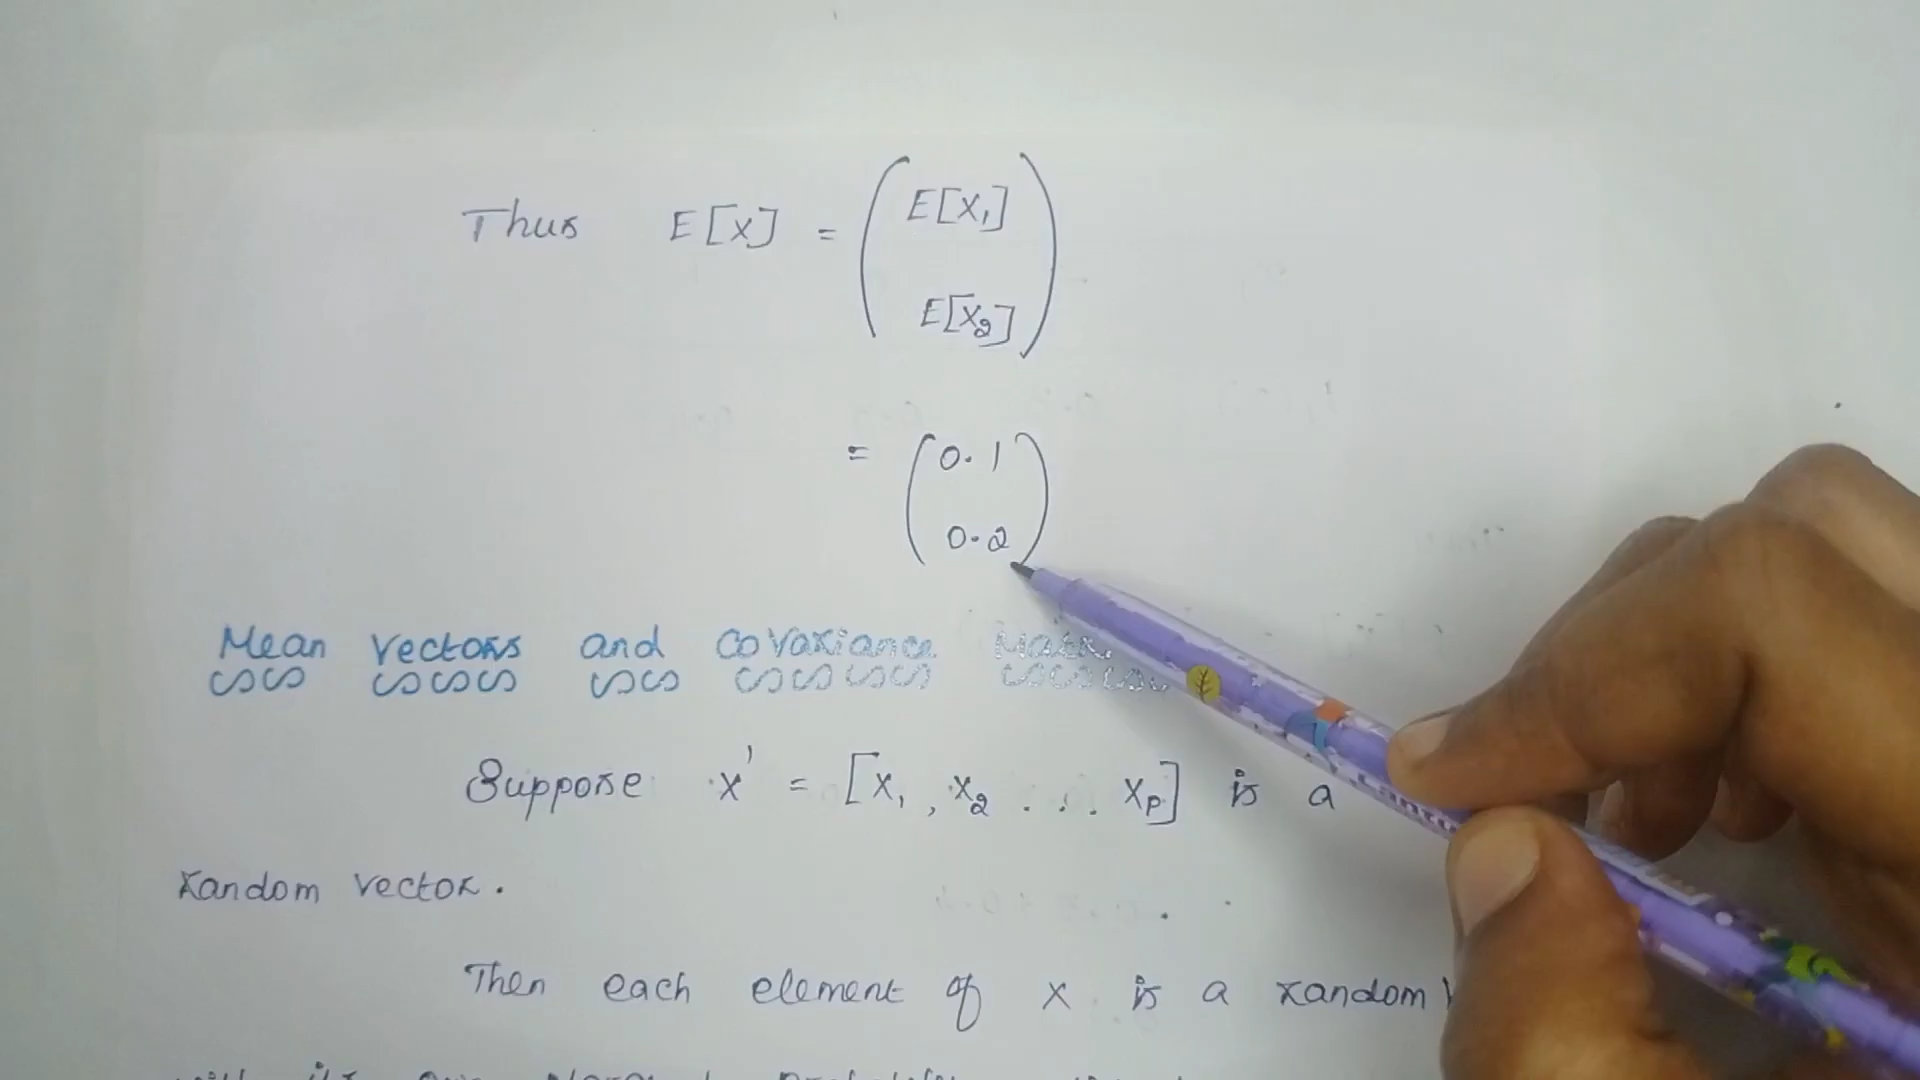 Thus E[X] = ( E[X₁]
E[X₂] )
= ( 0.1
0.2 )
Mean Vectors and Covariance
Suppose X' = [X₁, X₂ ... Xp] is a
random vector.
Then each element of X is a random